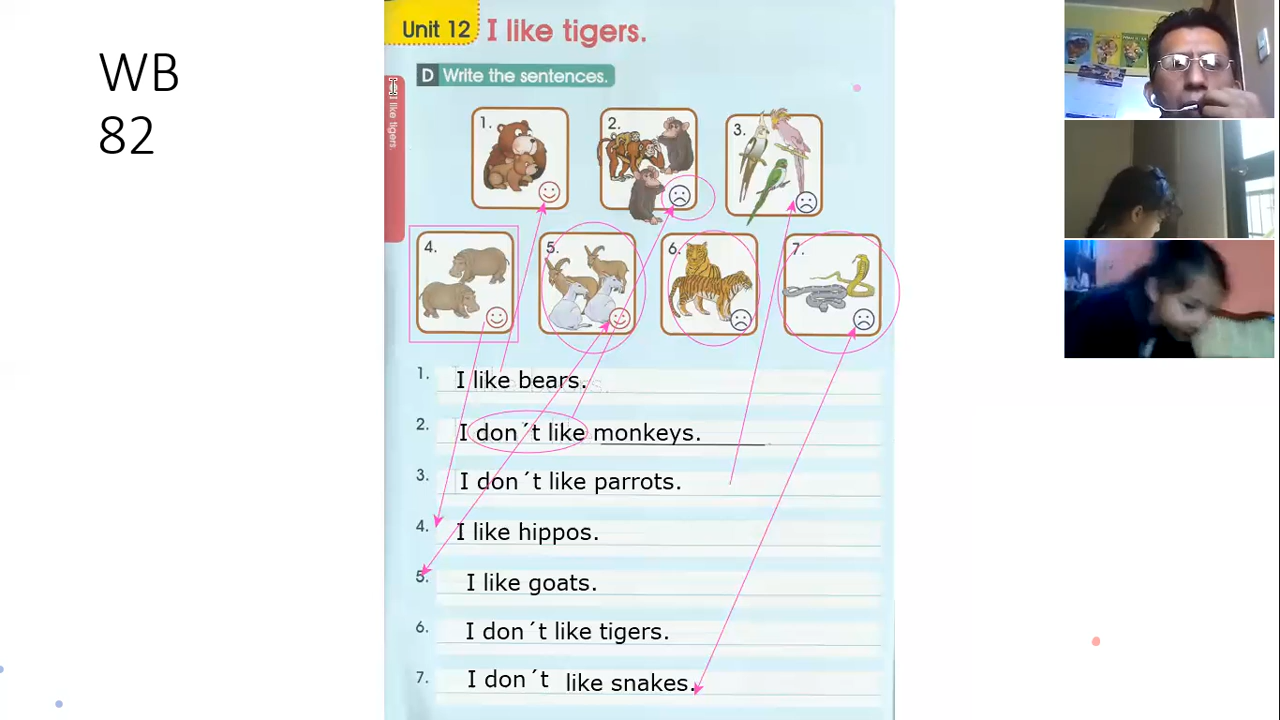 WB
82
Unit 12
I like tigers.
D Write the sentences.
I like tigers.
1.
2.
3.
4.
5.
6.
7.
1. I like bears.
2. I don´t like monkeys.
3. I don´t like parrots.
4. I like hippos.
5. I like goats.
6. I don´t like tigers.
7. I don´t like snakes.